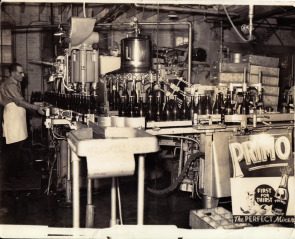 PRIMO
FIRST FOR
THIRST
The PERFECT Mixer